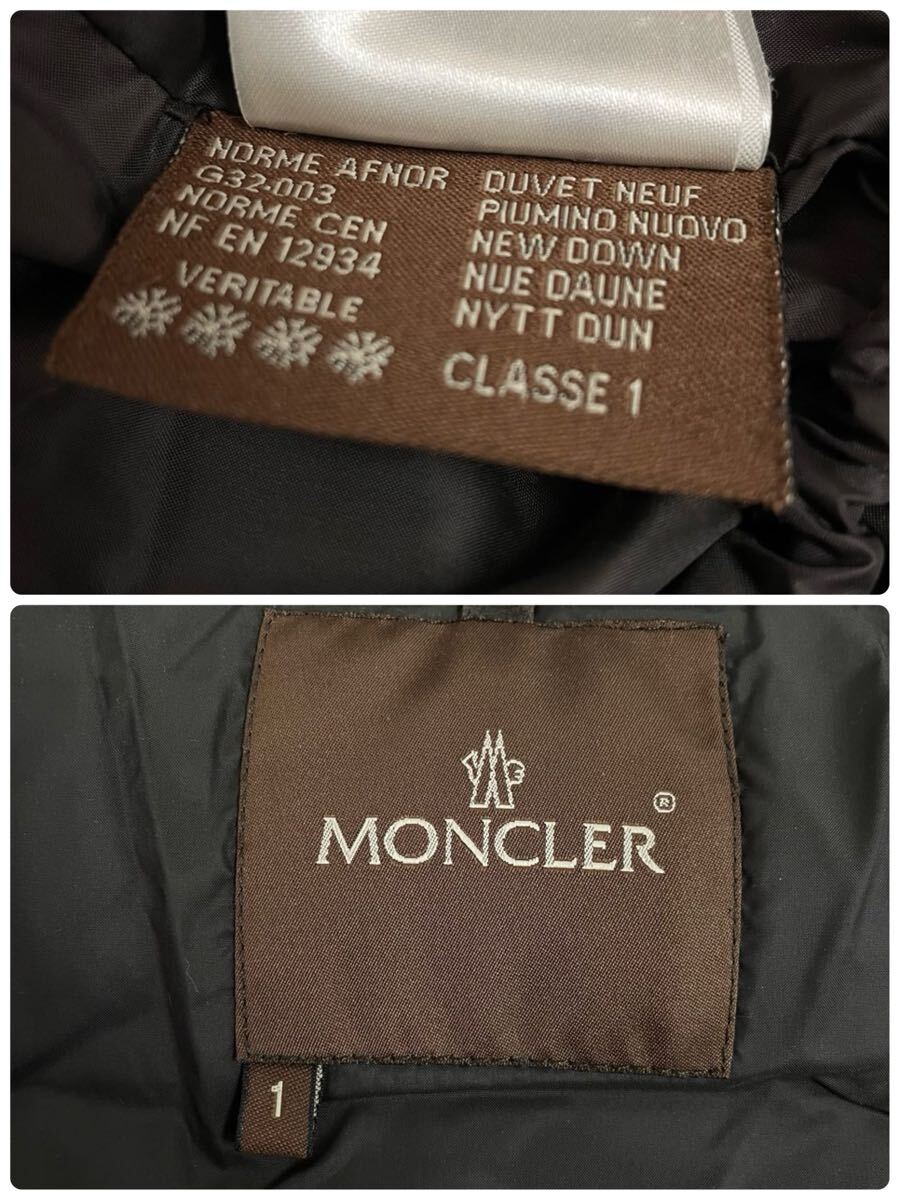 NORME AFNOR
G32-003
NORME CEN
NF EN 12934
VERITABLE
DUVET NEUF
PIUMINO NUOVO
NEW DOWN
NUE DAUNE
NYTT DUN
CLASSE 1
MONCLER®
1